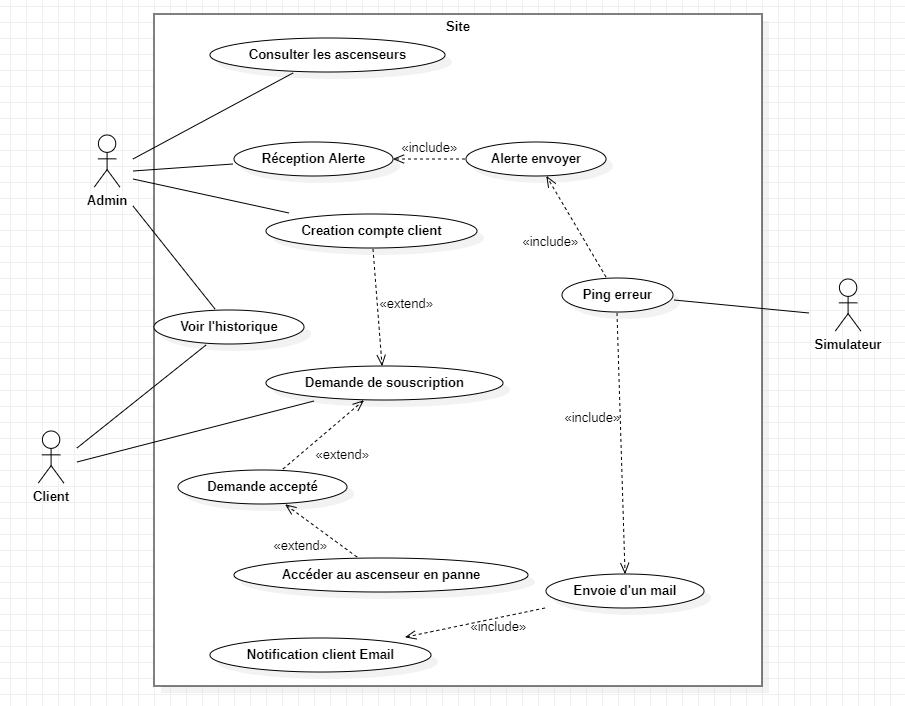 Site
Consulter les ascenseurs
«include»
Réception Alerte
Alerte envoyer
Admin
Creation compte client
«include»
Ping erreur
«extend»
Voir l'historique
Simulateur
Demande de souscription
«include»
«extend»
Demande accepté
Client
«extend»
Accéder au ascenseur en panne
Envoie d'un mail
«include»
Notification client Email